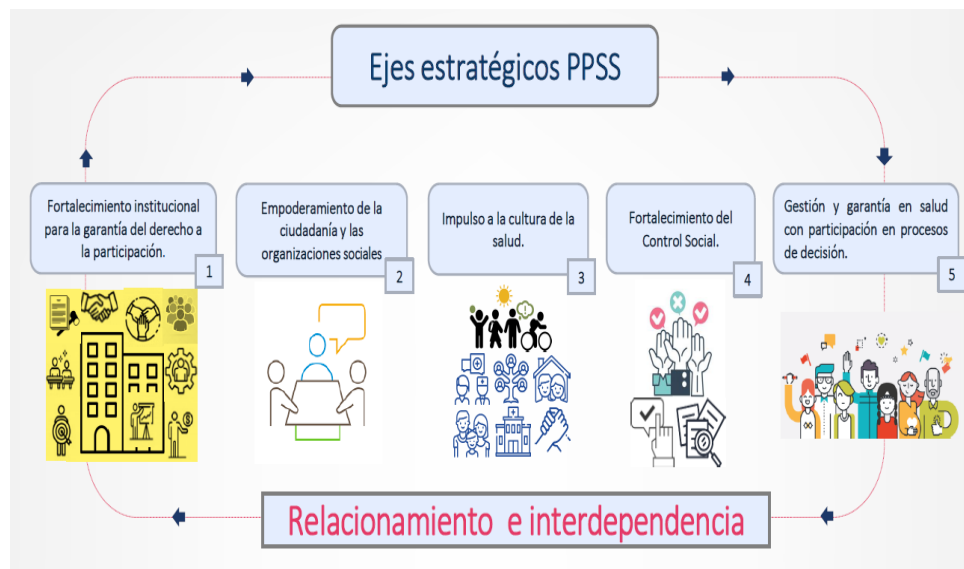 Ejes estratégicos PPSS
Fortalecimiento institucional
para la garantía del derecho a
la participación.
1
Empoderamiento de la
ciudadanía y las
organizaciones sociales
2
Impulso a la cultura de la
salud.
3
Fortalecimiento del
Control Social.
4
Gestión y garantía en salud
con participación en procesos
de decisión.
5
Relacionamiento e interdependencia